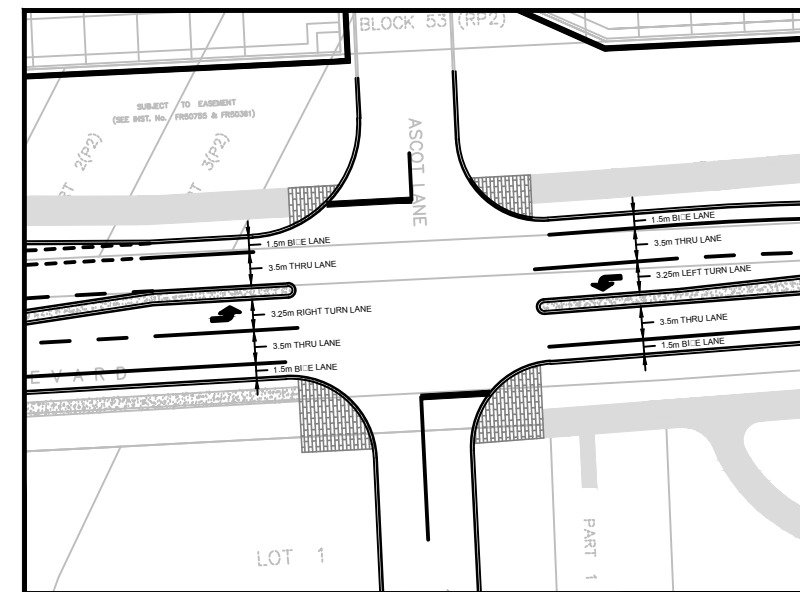 BLOCK 53 (RP2)
SUBJECT TO EASEMENT
(SEE INST. No. FR50755 & FR50381)
RT 2(P2)
3(P2)
ASCOT LANE
1.5m BI□E LANE
3.5m THRU LANE
3.25m RIGHT TURN LANE
3.5m THRU LANE
1.5m BI□E LANE
1.5m BI□E LANE
3.5m THRU LANE
3.25m LEFT TURN LANE
3.5m THRU LANE
1.5m BI□E LANE
EVARD
LOT 1
PART 1